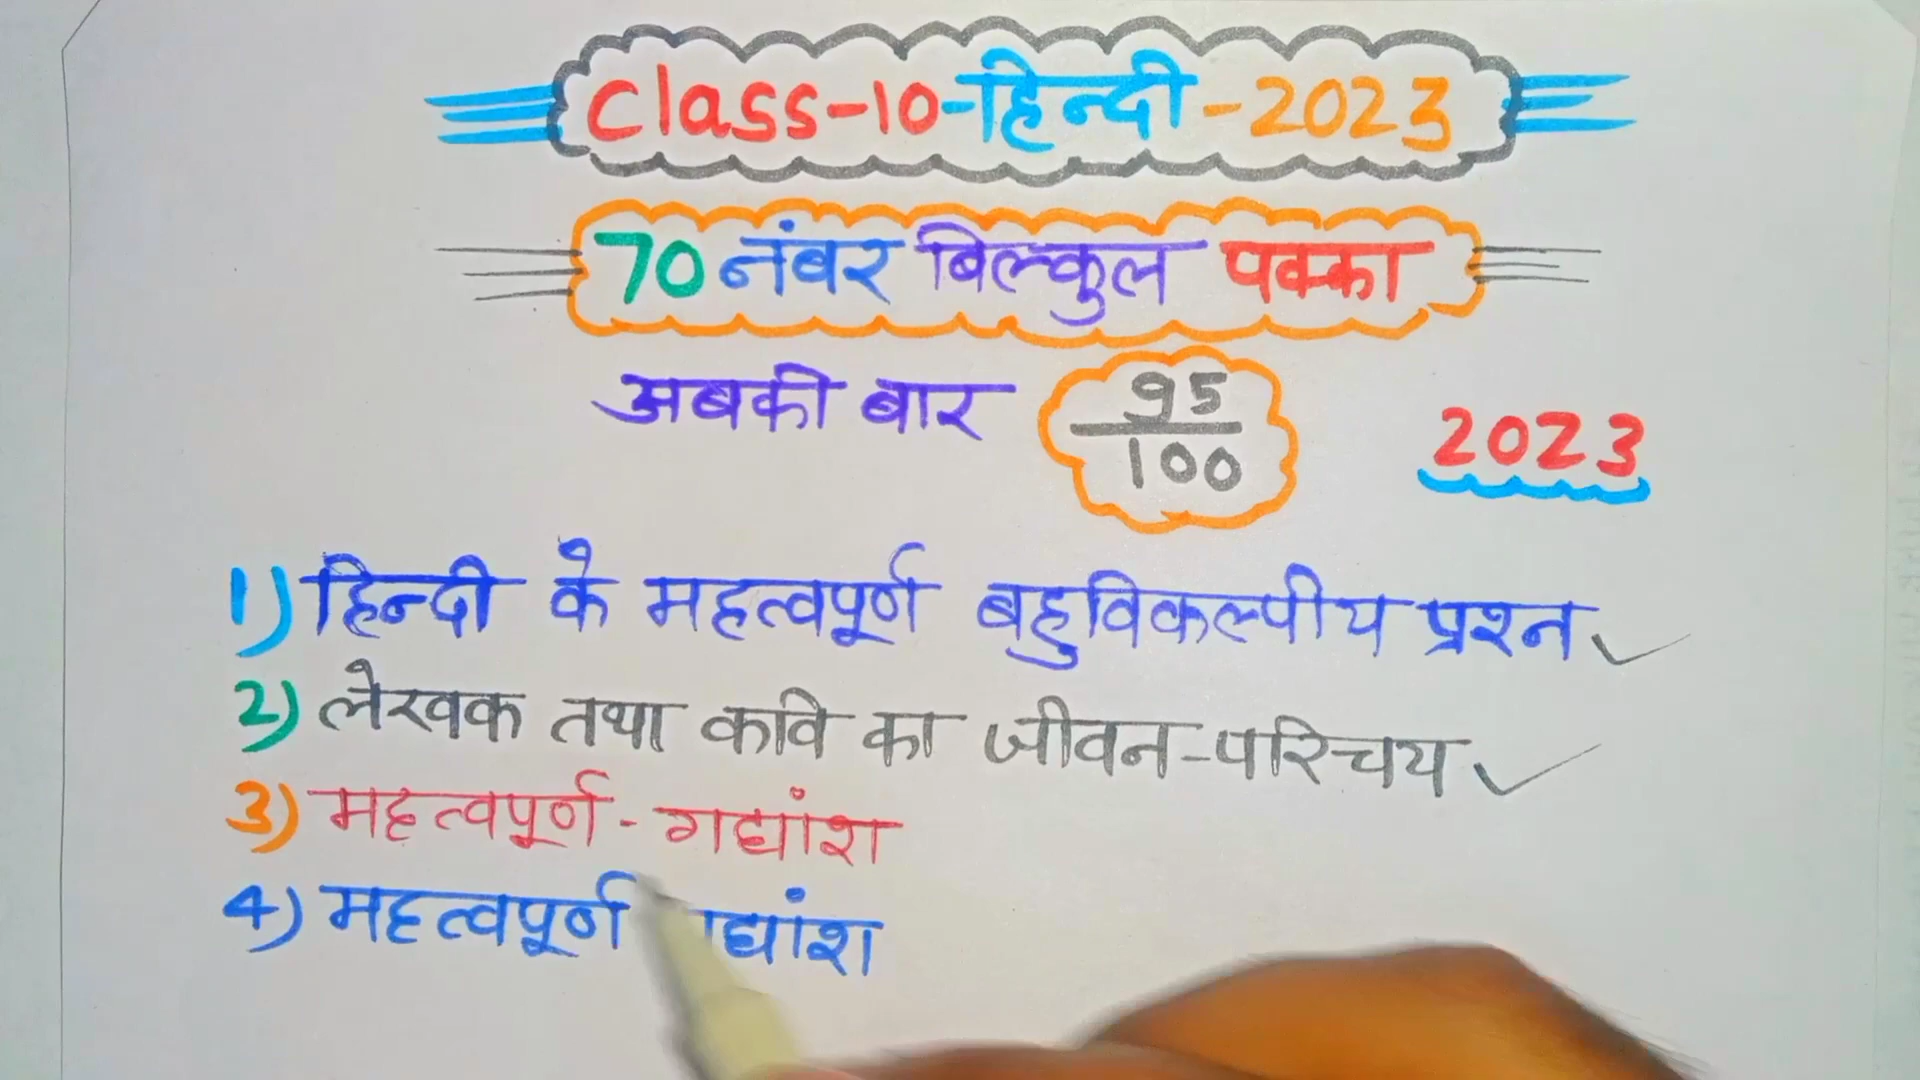 Class-10-हिन्दी-2023
70 नंबर बिल्कुल पक्का
अबकी बार 95/100 2023
1) हिन्दी के महत्वपूर्ण बहुविकल्पीय प्रश्न
2) लेखक तथा कवि का जीवन-परिचय
3) महत्वपूर्ण - गद्यांश
4) महत्वपूर्ण